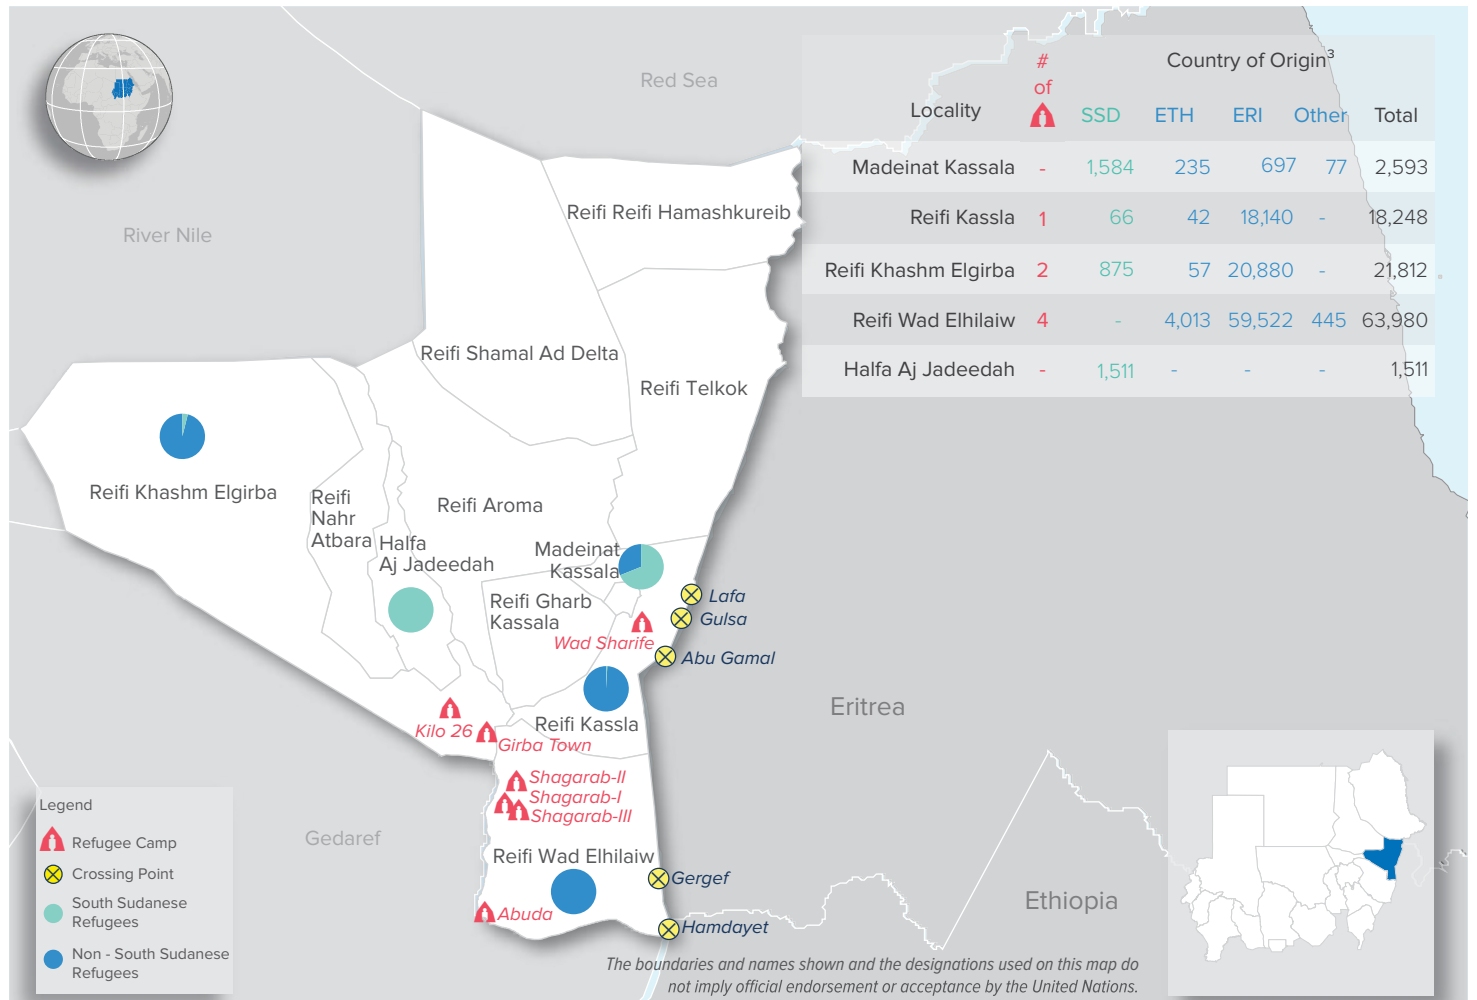 Red Sea
River Nile
# of
Country of Origin³
Locality SSD ETH ERI Other Total
Madeinat Kassala - 1,584 235 697 77 2,593
Reifi Kassla 1 66 42 18,140 - 18,248
Reifi Khashm Elgirba 2 875 57 20,880 - 21,812
Reifi Wad Elhilaiw 4 - 4,013 59,522 445 63,980
Halfa Aj Jadeedah - 1,511 - - - 1,511
Reifi Reifi Hamashkureib
Reifi Shamal Ad Delta
Reifi Telkok
Reifi Khashm Elgirba
Reifi
Nahr
Atbara
Reifi Aroma
Halfa
Aj Jadeedah
Madeinat
Kassala
Reifi Gharb
Kassala
Lafa
Gulsa
Wad Sharife
Abu Gamal
Eritrea
Kilo 26
Reifi Kassla
Girba Town
Shagarab-II
Shagarab-I
Shagarab-III
Gedaref
Reifi Wad Elhilaiw
Gergef
Abuda
Hamdayet
Ethiopia
Legend
Refugee Camp
Crossing Point
South Sudanese
Refugees
Non - South Sudanese
Refugees
The boundaries and names shown and the designations used on this map do
not imply official endorsement or acceptance by the United Nations.